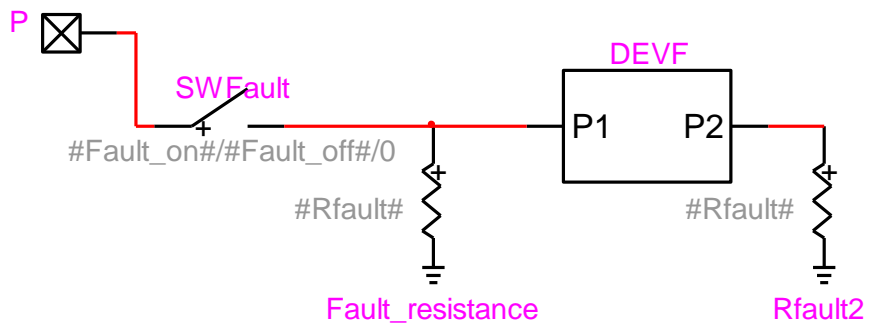 P
DEVF
SWFault
P1 P2
#Fault_on#/#Fault_off#/0
#Rfault# #Rfault#
Fault_resistance Rfault2